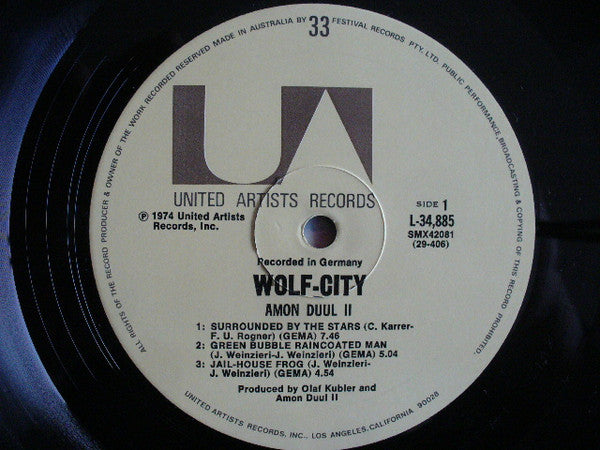 ALL RIGHTS OF THE RECORD PRODUCER & OWNER OF THE WORK RECORDED RESERVED MADE IN AUSTRALIA BY 33 FESTIVAL RECORDS PTY. LTD. PUBLIC PERFORMANCE, BROADCASTING & COPYING OF THIS RECORD PROHIBITED.
UA
UNITED ARTISTS RECORDS
℗ 1974 United Artists
Records, Inc.
SIDE 1
L-34,885
SMX42081
(29-406)
Recorded in Germany
WOLF-CITY
AMON DUUL II
1: SURROUNDED BY THE STARS (C. Karrer-
F. U. Rogner) (GEMA) 7.46
2: GREEN BUBBLE RAINCOATED MAN
(J. Weinzieri-J. Weinzieri) (GEMA) 5.04
3: JAIL-HOUSE FROG (J. Weinzieri-
J. Weinzieri) (GEMA) 4.54
Produced by Olaf Kubler and
Amon Duul II
UNITED ARTISTS RECORDS, INC., LOS ANGELES, CALIFORNIA 90028